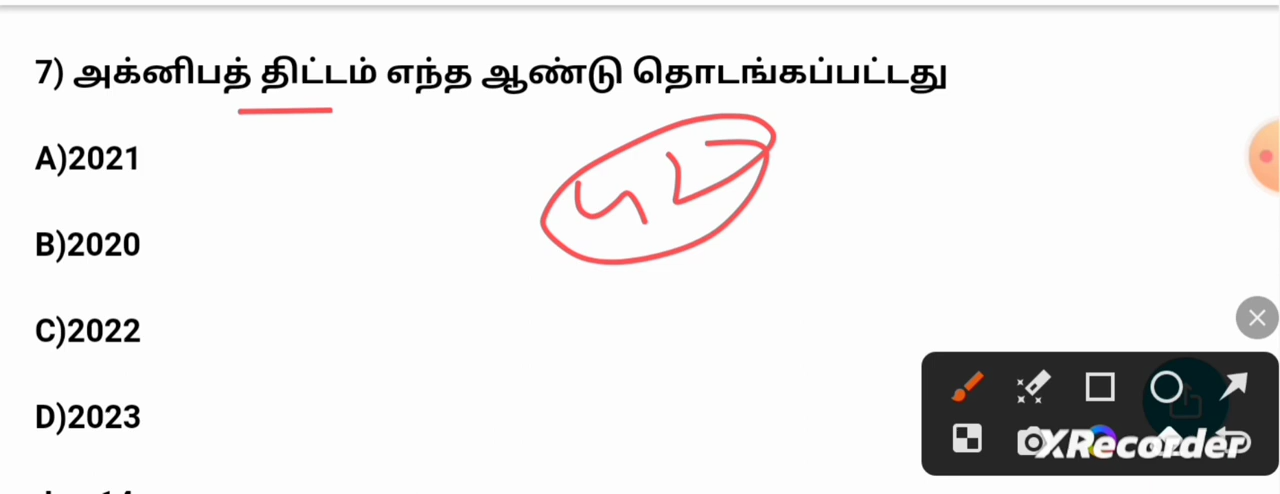 7) அக்னிபத் திட்டம் எந்த ஆண்டு தொடங்கப்பட்டது
A)2021
B)2020
C)2022
D)2023
XRecorder